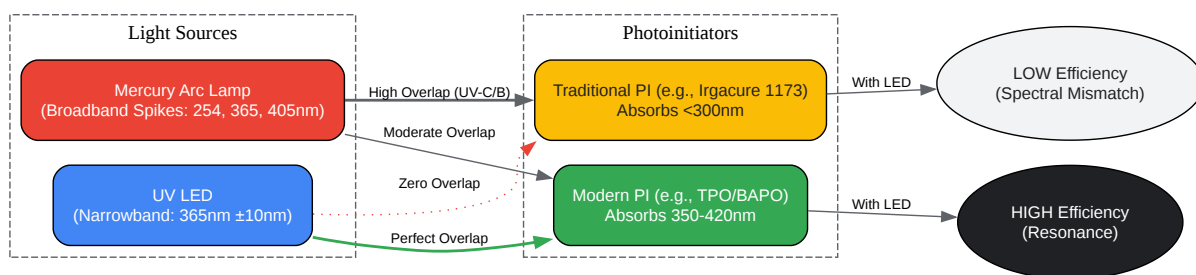 Light Sources
Photoinitiators
Mercury Arc Lamp
(Broadband Spikes: 254, 365, 405nm)
High Overlap (UV-C/B)
Traditional PI (e.g., Irgacure 1173)
Absorbs <300nm
With LED
LOW Efficiency
(Spectral Mismatch)
Moderate Overlap
Zero Overlap
UV LED
(Narrowband: 365nm ±10nm)
Perfect Overlap
Modern PI (e.g., TPO/BAPO)
Absorbs 350-420nm
With LED
HIGH Efficiency
(Resonance)